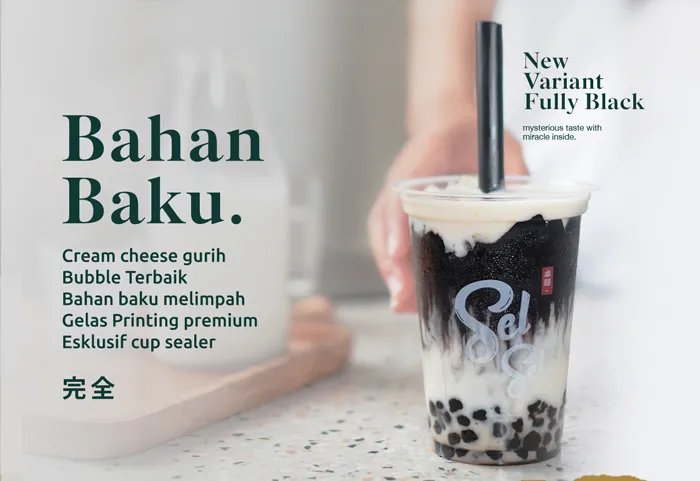 Bahan
Baku.
Cream cheese gurih
Bubble Terbaik
Bahan baku melimpah
Gelas Printing premium
Esklusif cup sealer
完全
New
Variant
Fully Black
mysterious taste with
miracle inside.
Sel